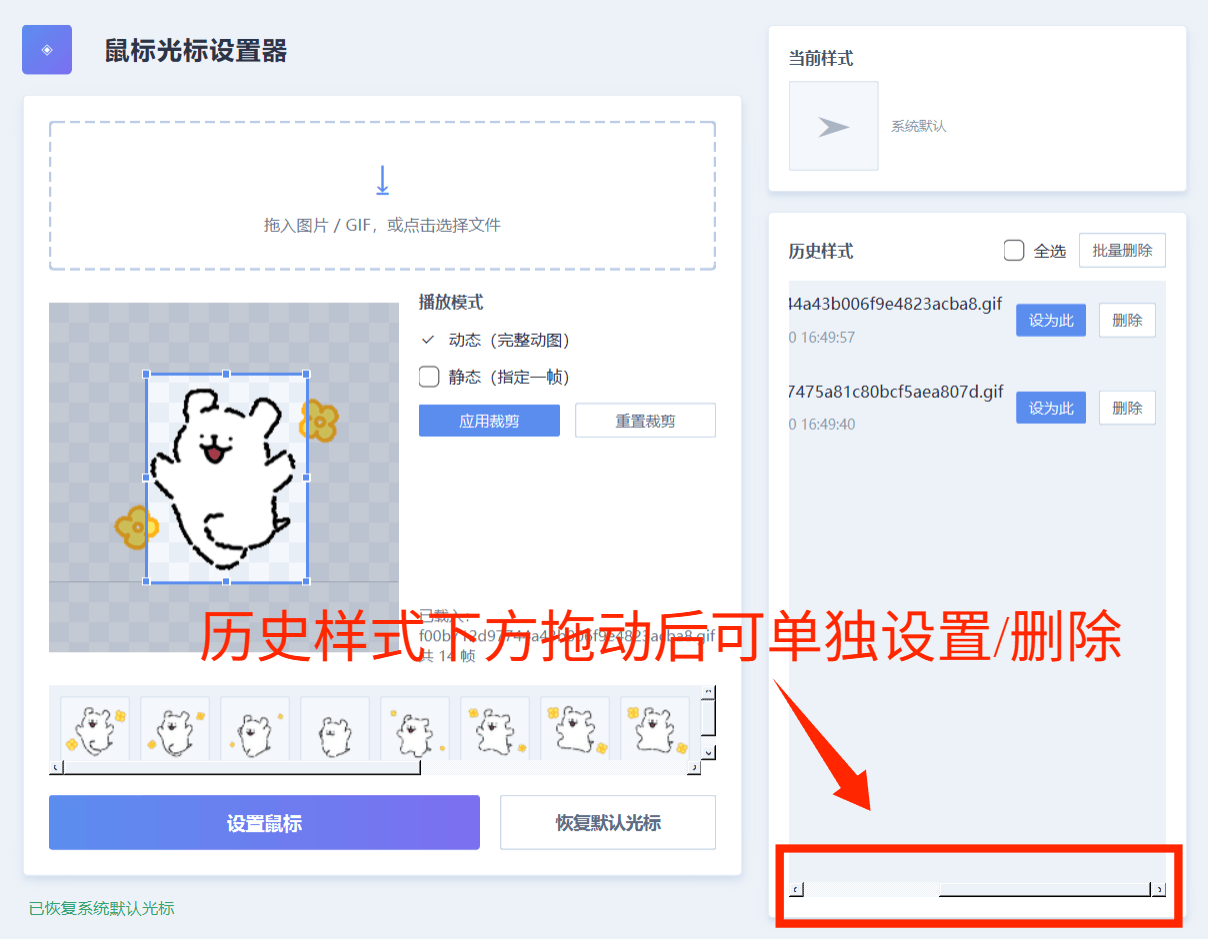 鼠标光标设置器
拖入图片 / GIF，或点击选择文件
播放模式
动态（完整动图）
静态（指定一帧）
应用裁剪
重置裁剪
已载入：
共 14 帧
设置鼠标
恢复默认光标
已恢复系统默认光标
当前样式
系统默认
历史样式
全选
批量删除
44a43b006f9e4823acba8.gif
设为此
删除
0 16:49:57
7475a81c80bcf5aea807d.gif
设为此
删除
0 16:49:40
历史样式下方拖动后可单独设置/删除